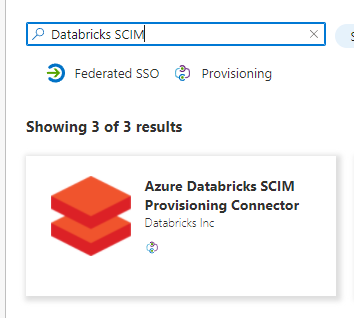 Databricks SCIM
S
Federated SSO
Provisioning
Showing 3 of 3 results
Azure Databricks SCIM
Provisioning Connector
Databricks Inc